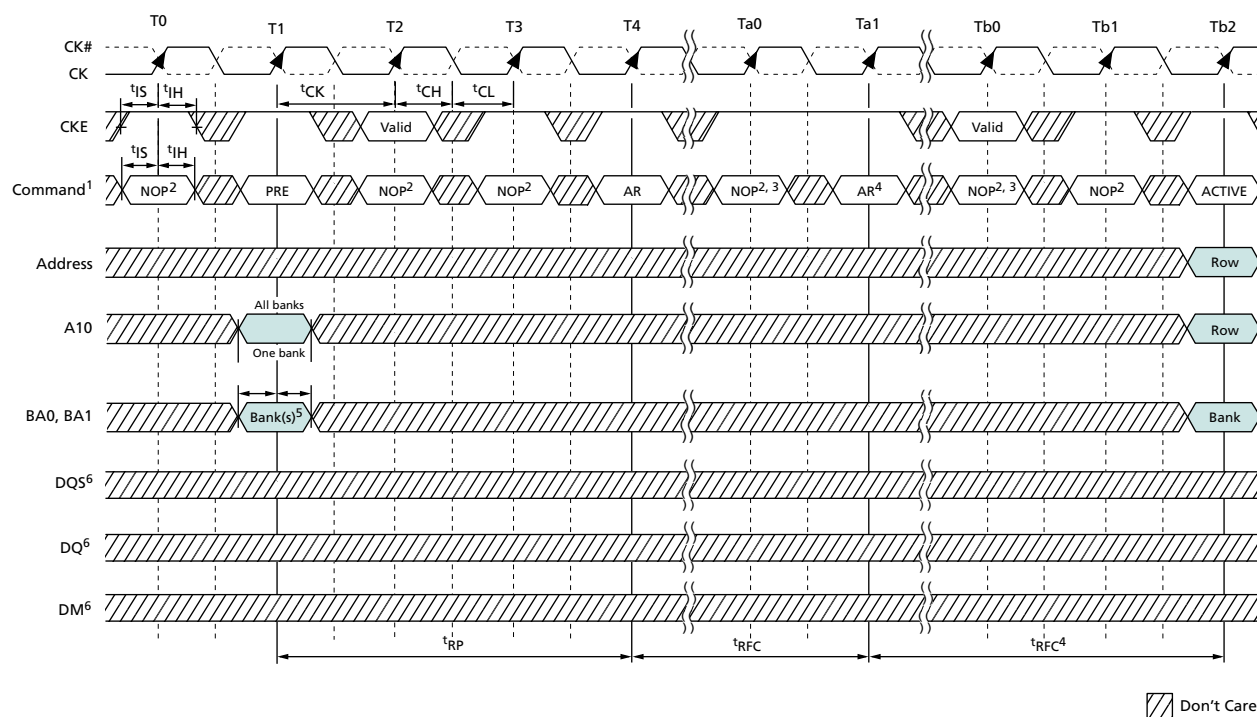 T0 T1 T2 T3 T4 Ta0 Ta1 Tb0 Tb1 Tb2
CK#
CK
tIS tIH tCK tCH tCL
CKE Valid Valid
tIS tIH
Command1 NOP2 PRE NOP2 NOP2 AR NOP2, 3 AR4 NOP2, 3 NOP2 ACTIVE
Address Row
All banks
A10 Row
One bank
BA0, BA1 Bank(s)5 Bank
DQS6
DQ6
DM6
tRP tRFC tRFC4
Don't Care